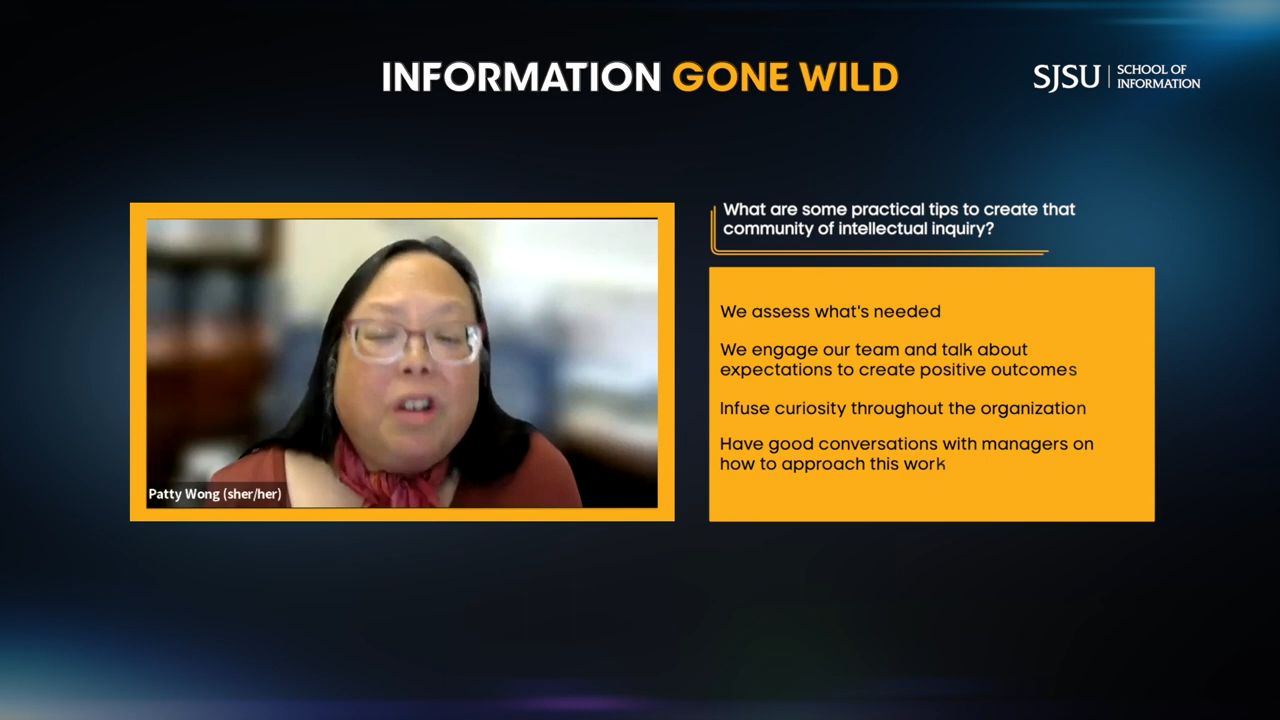 INFORMATION GONE WILD
SJSU
SCHOOL OF
INFORMATION
What are some practical tips to create that
community of intellectual inquiry?
We assess what's needed
We engage our team and talk about
expectations to create positive outcomes
Infuse curiosity throughout the organization
Have good conversations with managers on
how to approach this work
Patty Wong (sher/her)